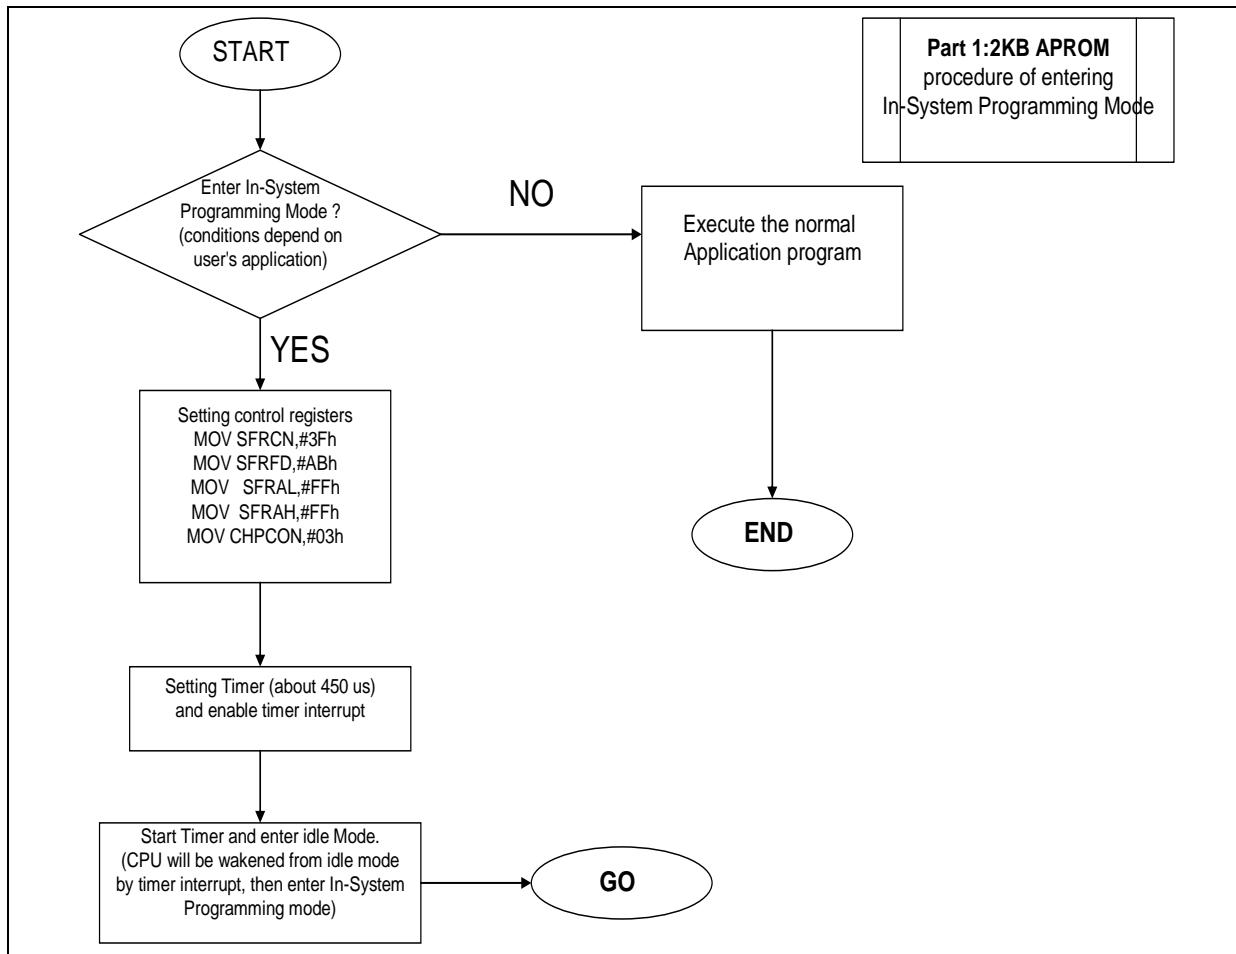 START
Part 1:2KB APROM
procedure of entering
In-System Programming Mode
Enter In-System
Programming Mode ?
(conditions depend on
user's application)
NO
Execute the normal
Application program
YES
Setting control registers
MOV SFRCN,#3Fh
MOV SFRFD,#ABh
MOV SFRAL,#FFh
MOV SFRAH,#FFh
MOV CHPCON,#03h
END
Setting Timer (about 450 us)
and enable timer interrupt
Start Timer and enter idle Mode.
(CPU will be wakened from idle mode
by timer interrupt, then enter In-System
Programming mode)
GO